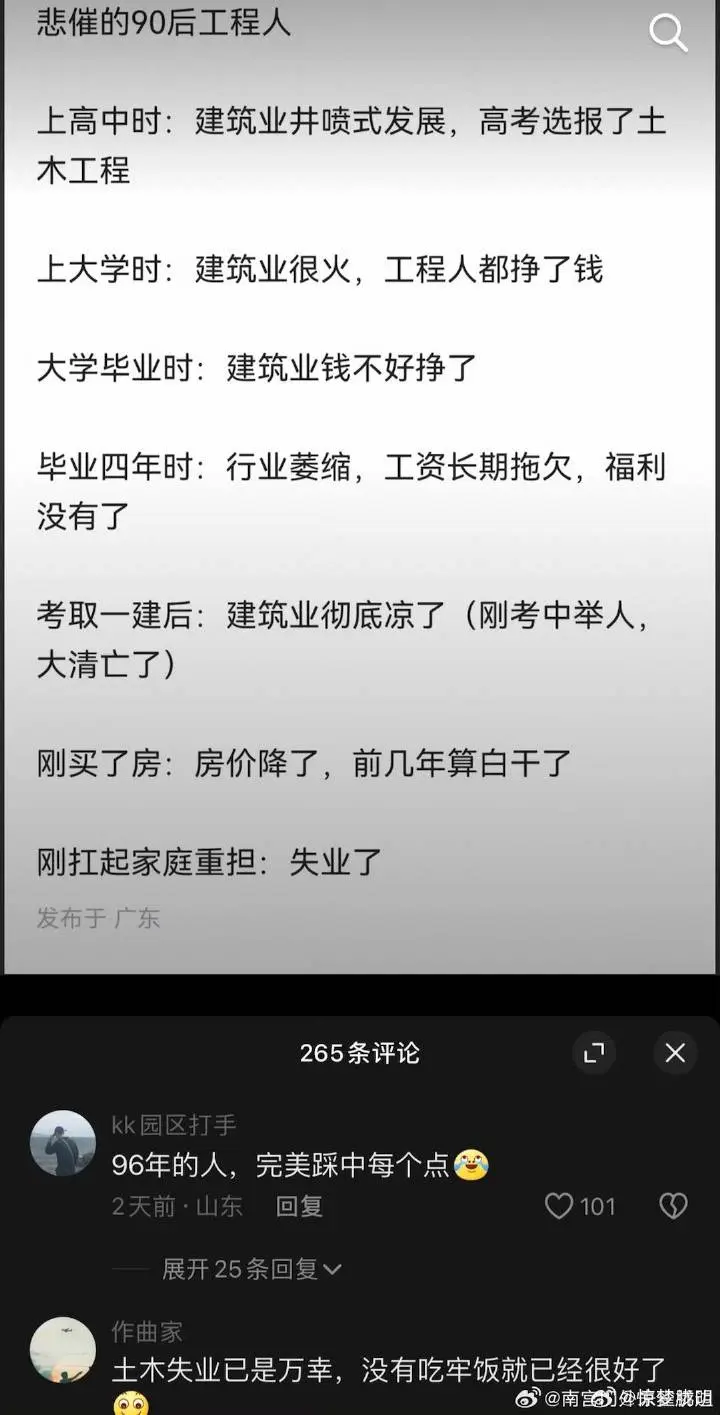 悲催的90后工程人
上高中时：建筑业井喷式发展，高考选报了土
木工程
上大学时：建筑业很火，工程人都挣了钱
大学毕业时：建筑业钱不好挣了
毕业四年时：行业萎缩，工资长期拖欠，福利
没有了
考取一建后：建筑业彻底凉了（刚考中举人，
大清亡了）
刚买了房：房价降了，前几年算白干了
刚扛起家庭重担：失业了
发布于 广东
265条评论
kk园区打手
96年的人，完美踩中每个点😂
2天前·山东 回复 101
展开25条回复
作曲家
土木失业已是万幸，没有吃牢饭就已经很好了